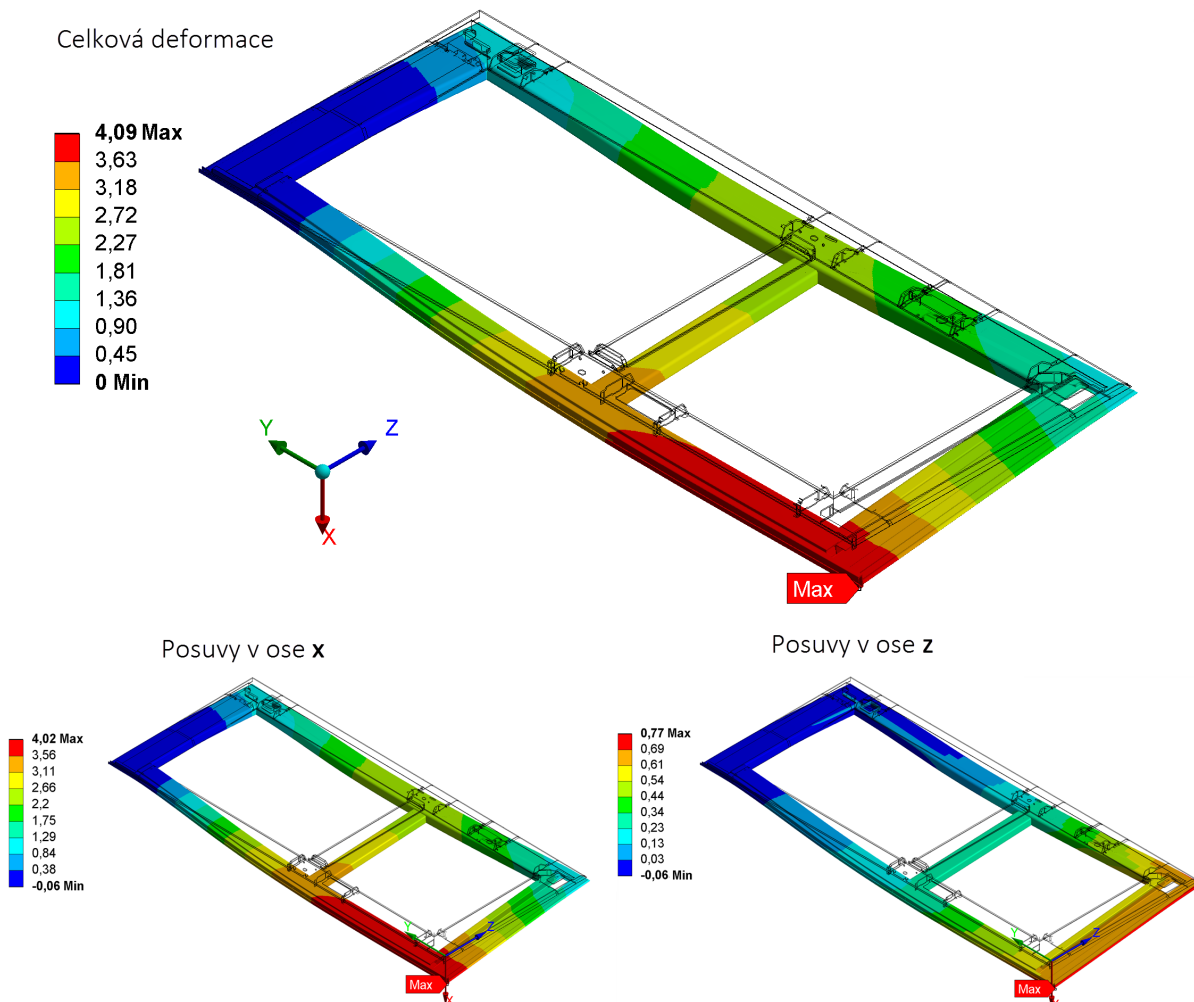 Celková deformace
4,09 Max
3,63
3,18
2,72
2,27
1,81
1,36
0,90
0,45
0 Min
Y
Z
X
Max
Posuvy v ose x
4,02 Max
3,56
3,11
2,66
2,2
1,75
1,29
0,84
0,38
-0,06 Min
Y
Z
Max
X
Posuvy v ose z
0,77 Max
0,69
0,61
0,54
0,44
0,34
0,23
0,13
0,03
-0,06 Min
Y
Z
Max